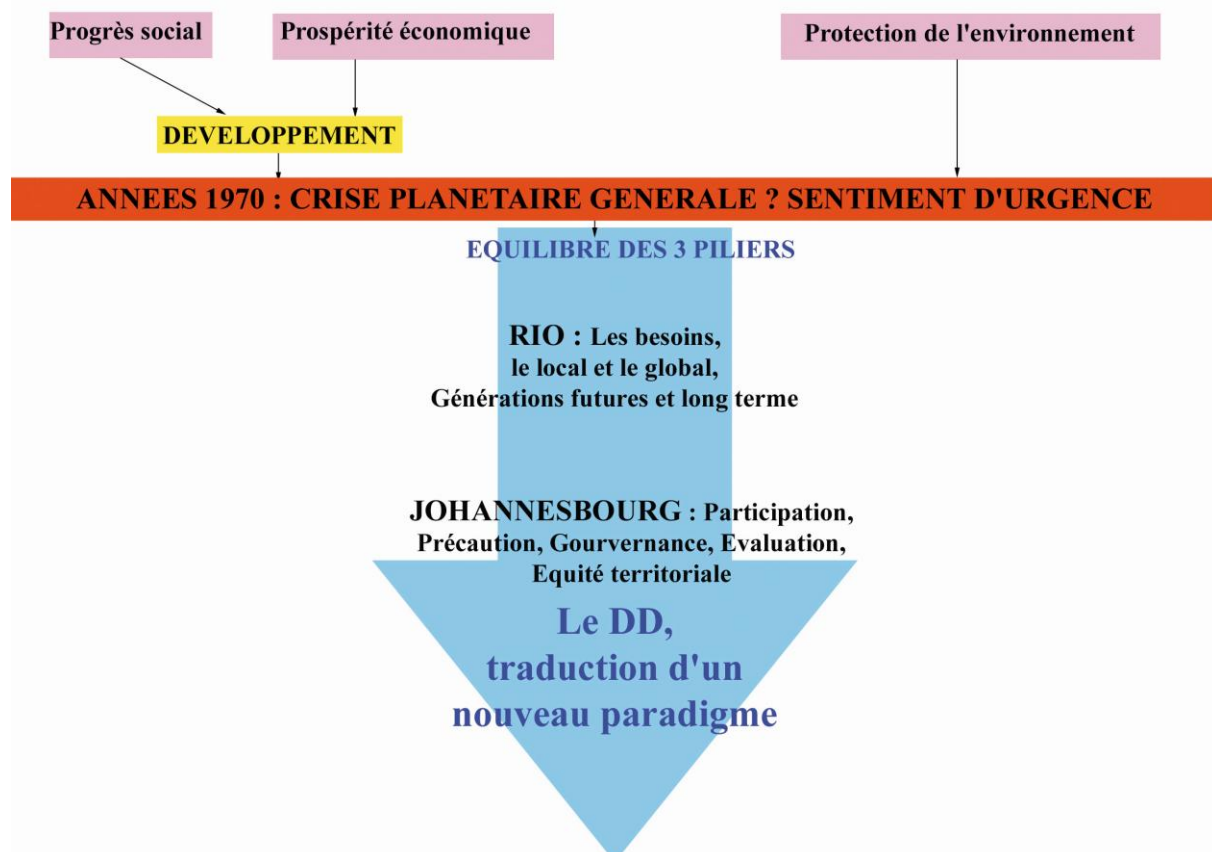 Progrès social
Prospérité économique
Protection de l'environnement
DEVELOPPEMENT
ANNEES 1970 : CRISE PLANETAIRE GENERALE ? SENTIMENT D'URGENCE
EQUILIBRE DES 3 PILIERS
RIO : Les besoins,
le local et le global,
Générations futures et long terme
JOHANNESBOURG : Participation,
Précaution, Gourvernance, Evaluation,
Equité territoriale
Le DD,
traduction d'un
nouveau paradigme